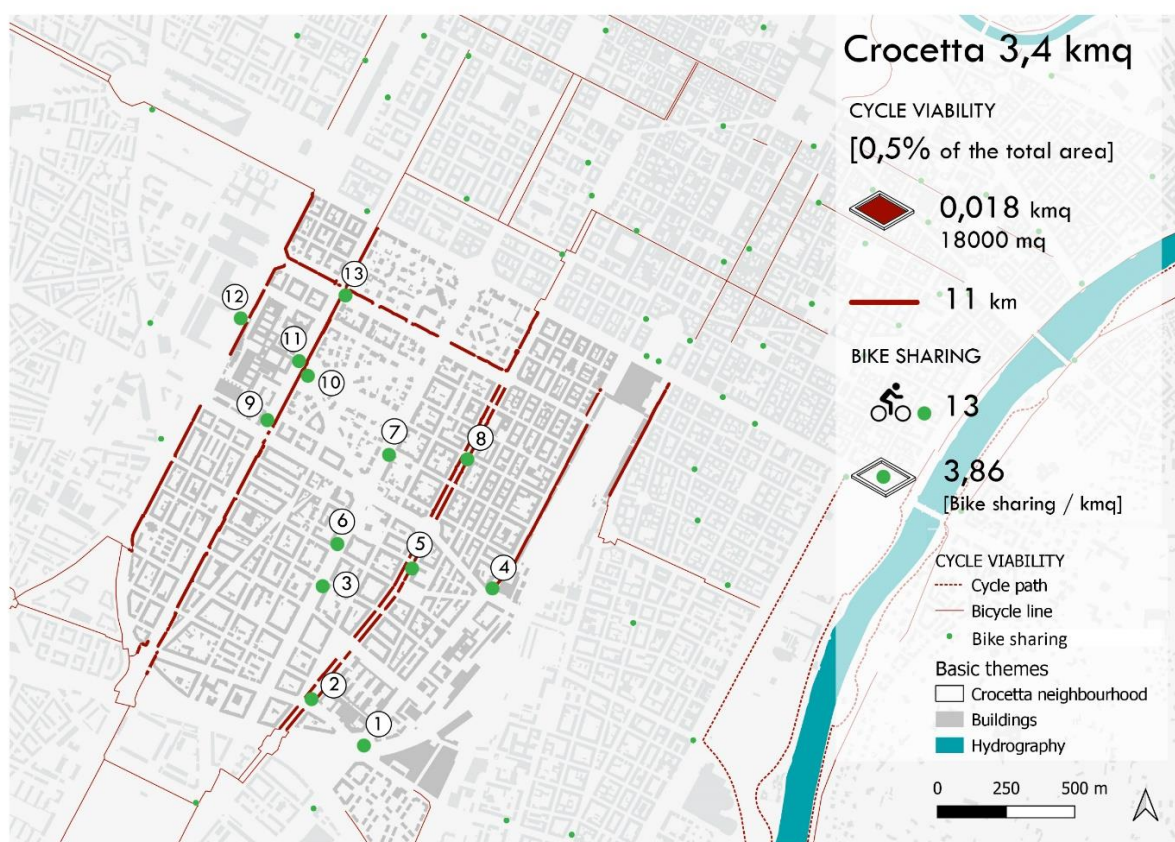 Crocetta 3,4 kmq
CYCLE VIABILITY
[0,5% of the total area]
0,018 kmq
18000 mq
11 km
BIKE SHARING
13
3,86
[Bike sharing / kmq]
CYCLE VIABILITY
Cycle path
Bicycle line
Bike sharing
Basic themes
Crocetta neighbourhood
Buildings
Hydrography
0 250 500 m
13
12
11
10
9
7
8
6
5
3
4
2
1